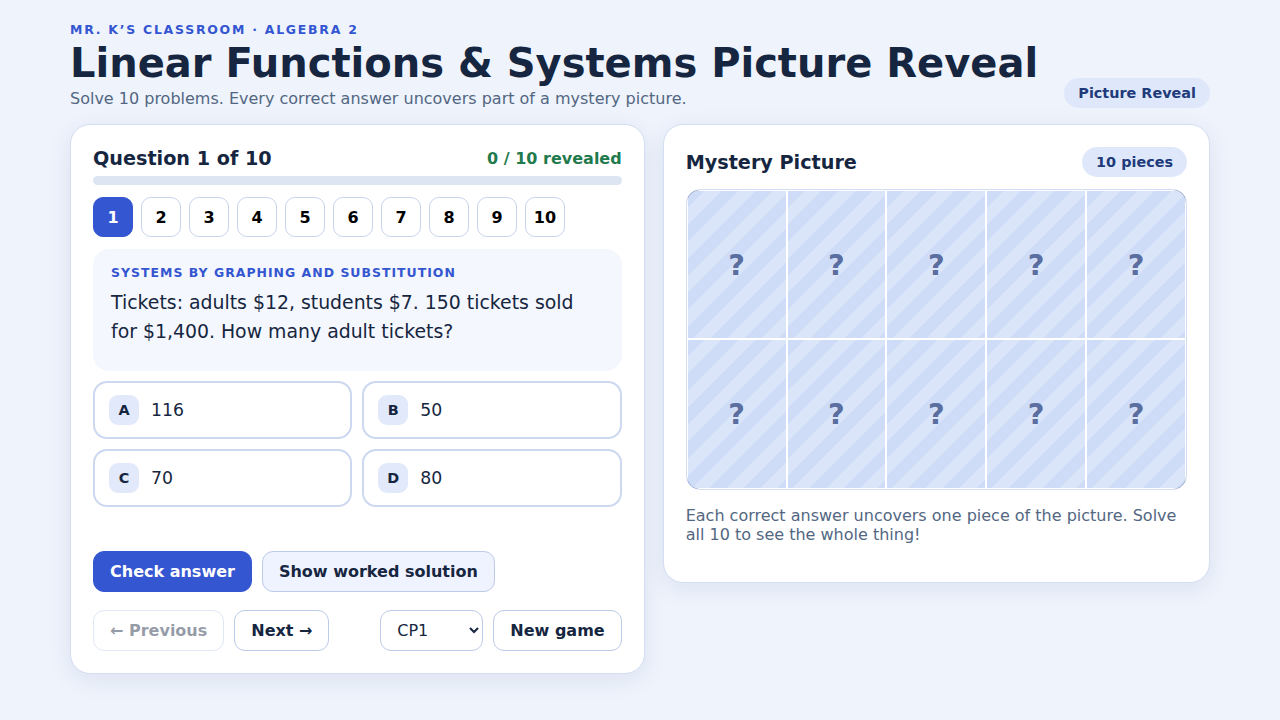 MR. K’S CLASSROOM · ALGEBRA 2
Linear Functions & Systems Picture Reveal
Solve 10 problems. Every correct answer uncovers part of a mystery picture.
Picture Reveal
Question 1 of 10
0 / 10 revealed
1 2 3 4 5 6 7 8 9 10
SYSTEMS BY GRAPHING AND SUBSTITUTION
Tickets: adults $12, students $7. 150 tickets sold
for $1,400. How many adult tickets?
A 116
B 50
C 70
D 80
Check answer
Show worked solution
← Previous
Next →
CP1
New game
Mystery Picture
10 pieces
? ? ? ? ?
? ? ? ? ?
Each correct answer uncovers one piece of the picture. Solve
all 10 to see the whole thing!